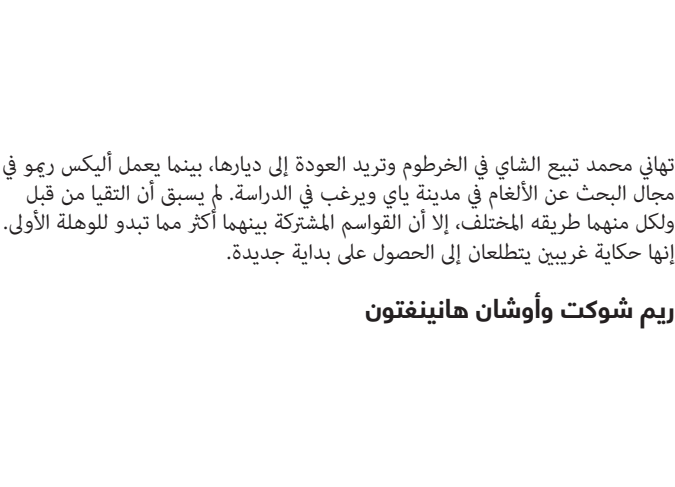 تهاني محمد تبيع الشاي في الخرطوم وتريد العودة إلى ديارها، بينما يعمل أليكس ريمو في
مجال البحث عن الألغام في مدينة ياي ويرغب في الدراسة. لم يسبق أن التقيا من قبل
ولكل منهما طريقه المختلف، إلا أن القواسم المشتركة بينهما أكثر مما تبدو للوهلة الأولى.
إنها حكاية غريبين يتطلعان إلى الحصول على بداية جديدة.
ريم شوكت وأوشان هانينغتون